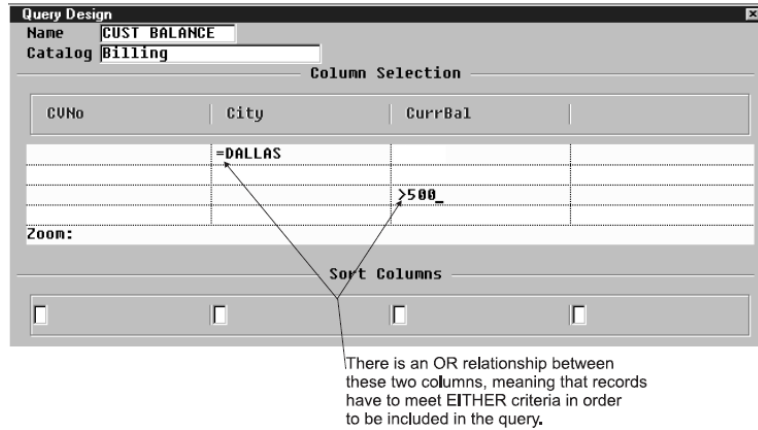 Query Design
Name CUST BALANCE
Catalog Billing
Column Selection
CVNo City CurrBal
=DALLAS
>500_
Zoom:
Sort Columns
There is an OR relationship between
these two columns, meaning that records
have to meet EITHER criteria in order
to be included in the query.